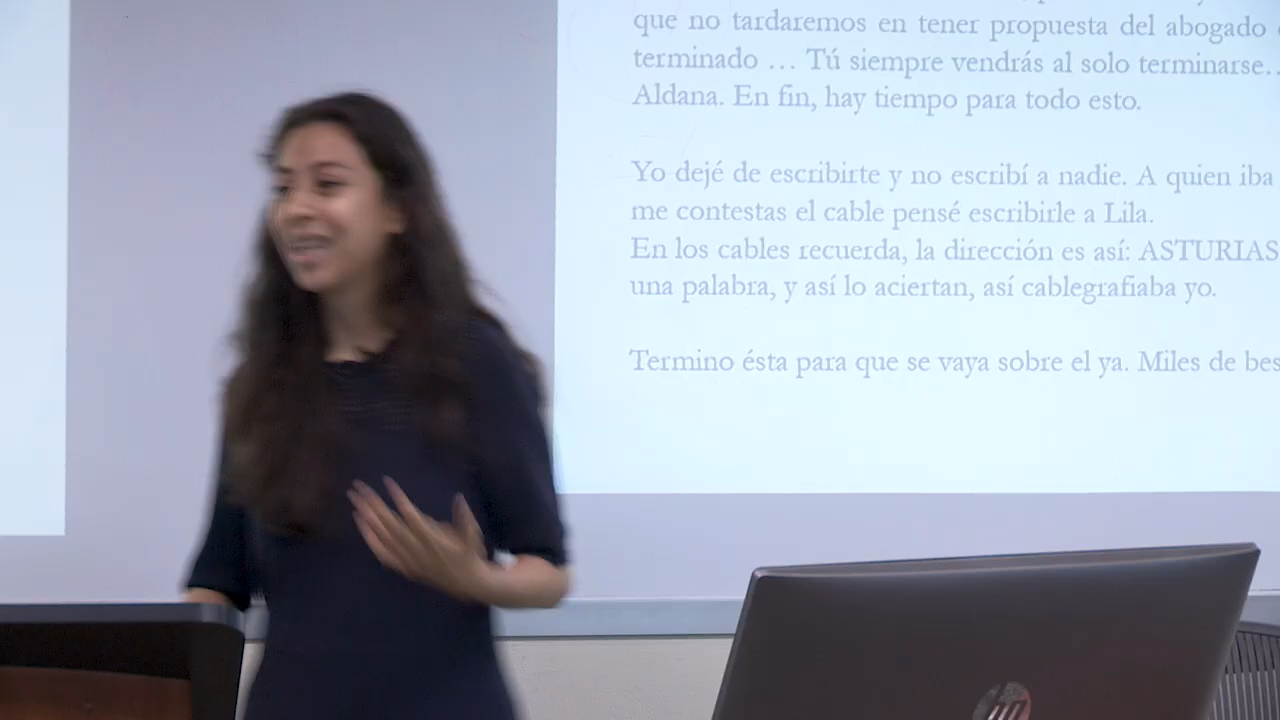 que no tardaremos en tener propuesta del abogado
terminado … Tú siempre vendrás al solo terminarse…
Aldana. En fin, hay tiempo para todo esto.
Yo dejé de escribirte y no escribí a nadie. A quien iba
me contestas el cable pensé escribirle a Lila.
En los cables recuerda, la dirección es así: ASTURIAS
una palabra, y así lo aciertan, así cablegrafiaba yo.
Termino ésta para que se vaya sobre el ya. Miles de bes
hp